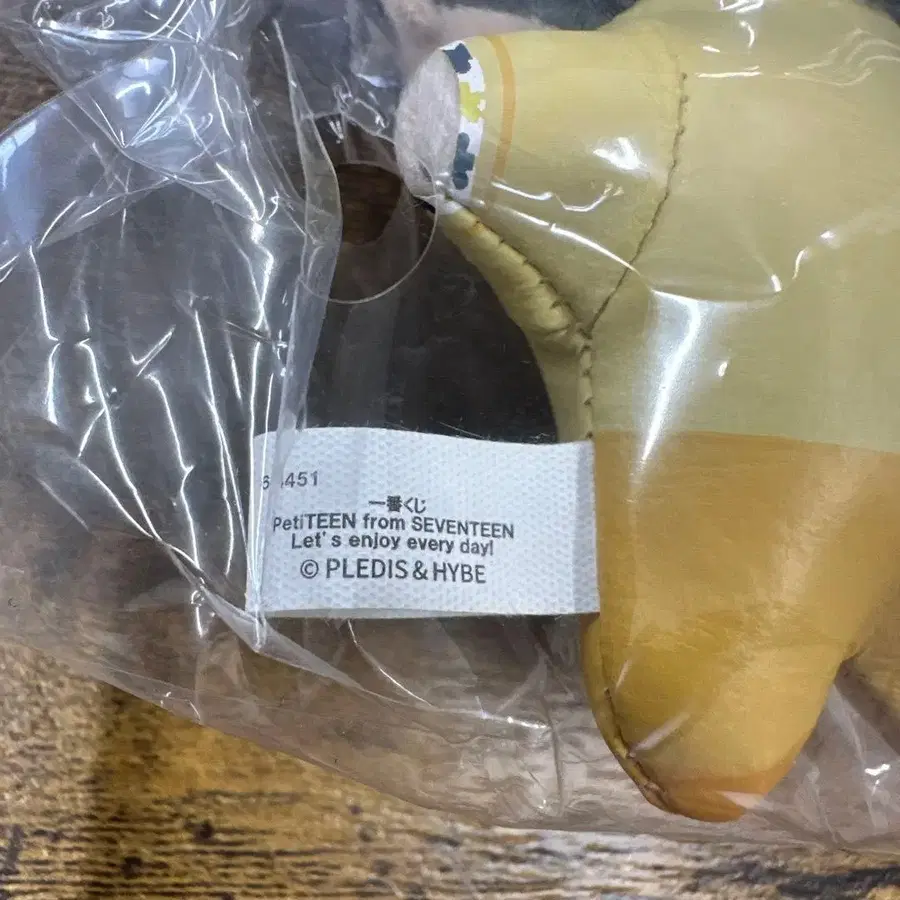 一番くじ
PetiTEEN from SEVENTEEN
Let's enjoy every day!
© PLEDIS & HYBE